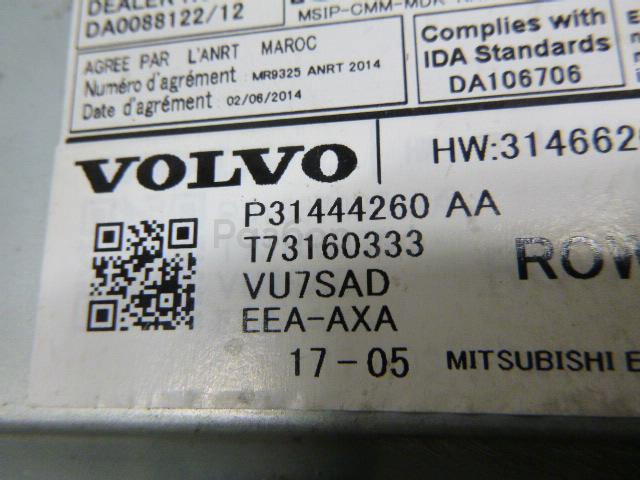 DEALER
DA0088122/12
MSIP-CMM-MDR
Complies with
IDA Standards
DA106706
AGREE PAR L'ANRT MAROC
Numéro d'agrément: MR9325 ANRT 2014
Date d'agrément: 02/06/2014
VOLVO
HW:314662
P31444260 AA
T73160333
ROW
VU7SAD
EEA-AXA
17-05
MITSUBISHI E